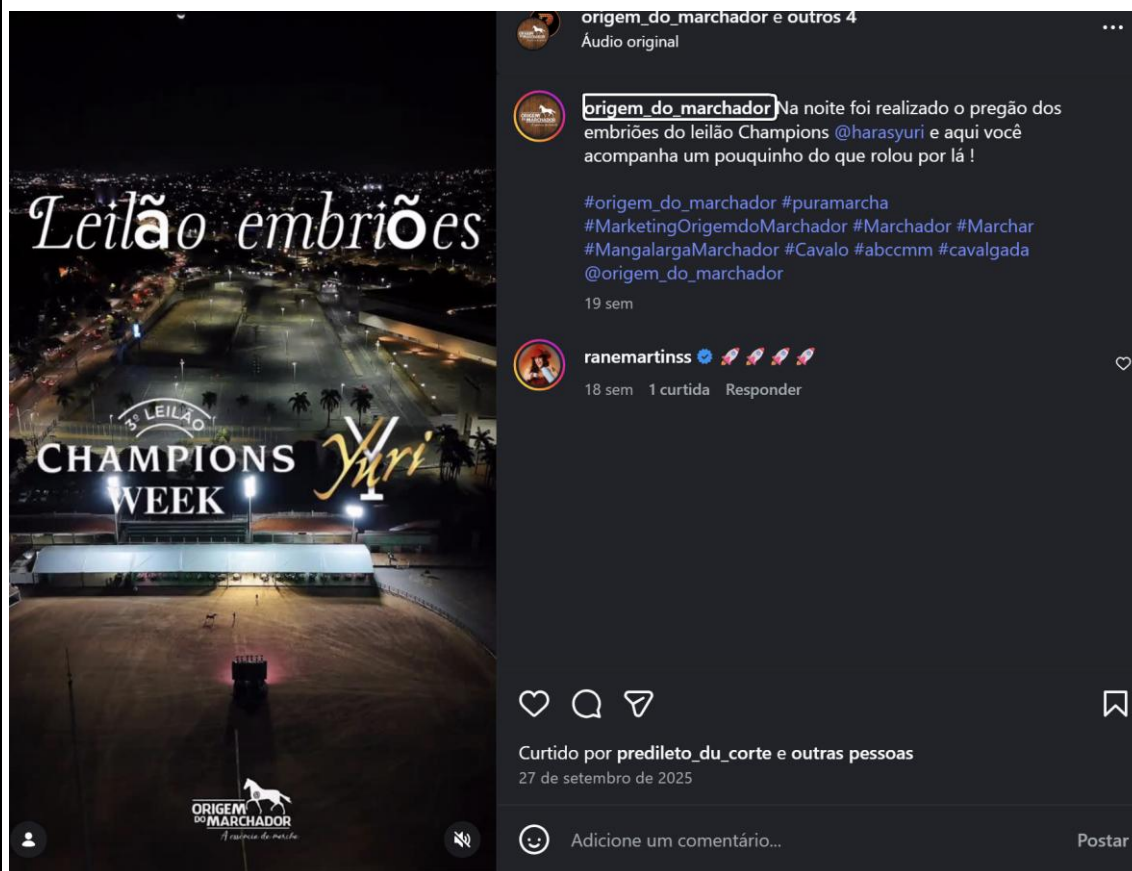 Leilão embriões
3º LEILÃO
CHAMPIONS
WEEK
Yuri
ORIGEM
DO MARCHADOR
A essência da marcha
origem_do_marchador e outros 4
Áudio original
origem_do_marchador Na noite foi realizado o pregão dos
embriões do leilão Champions @harasyuri e aqui você
acompanha um pouquinho do que rolou por lá !
#origem_do_marchador #puramarcha
#MarketingOrigemdoMarchador #Marchador #Marchar
#MangalargaMarchador #Cavalo #abccmm #cavalgada
@origem_do_marchador
19 sem
ranemartinss 🚀 🚀 🚀 🚀
18 sem 1 curtida Responder
Curtido por predileto_du_corte e outras pessoas
27 de setembro de 2025
Adicione um comentário...
Postar